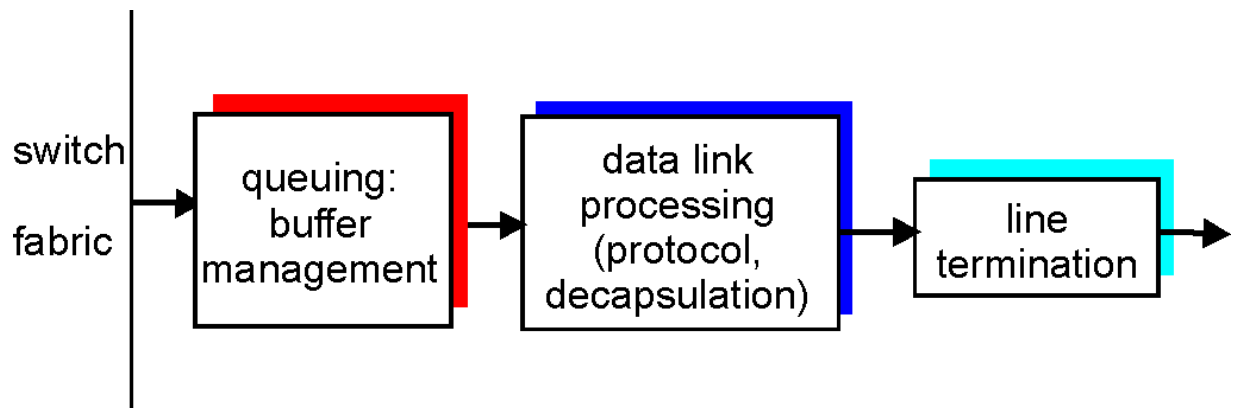 switch
fabric
queuing:
buffer
management
data link
processing
(protocol,
decapsulation)
line
termination